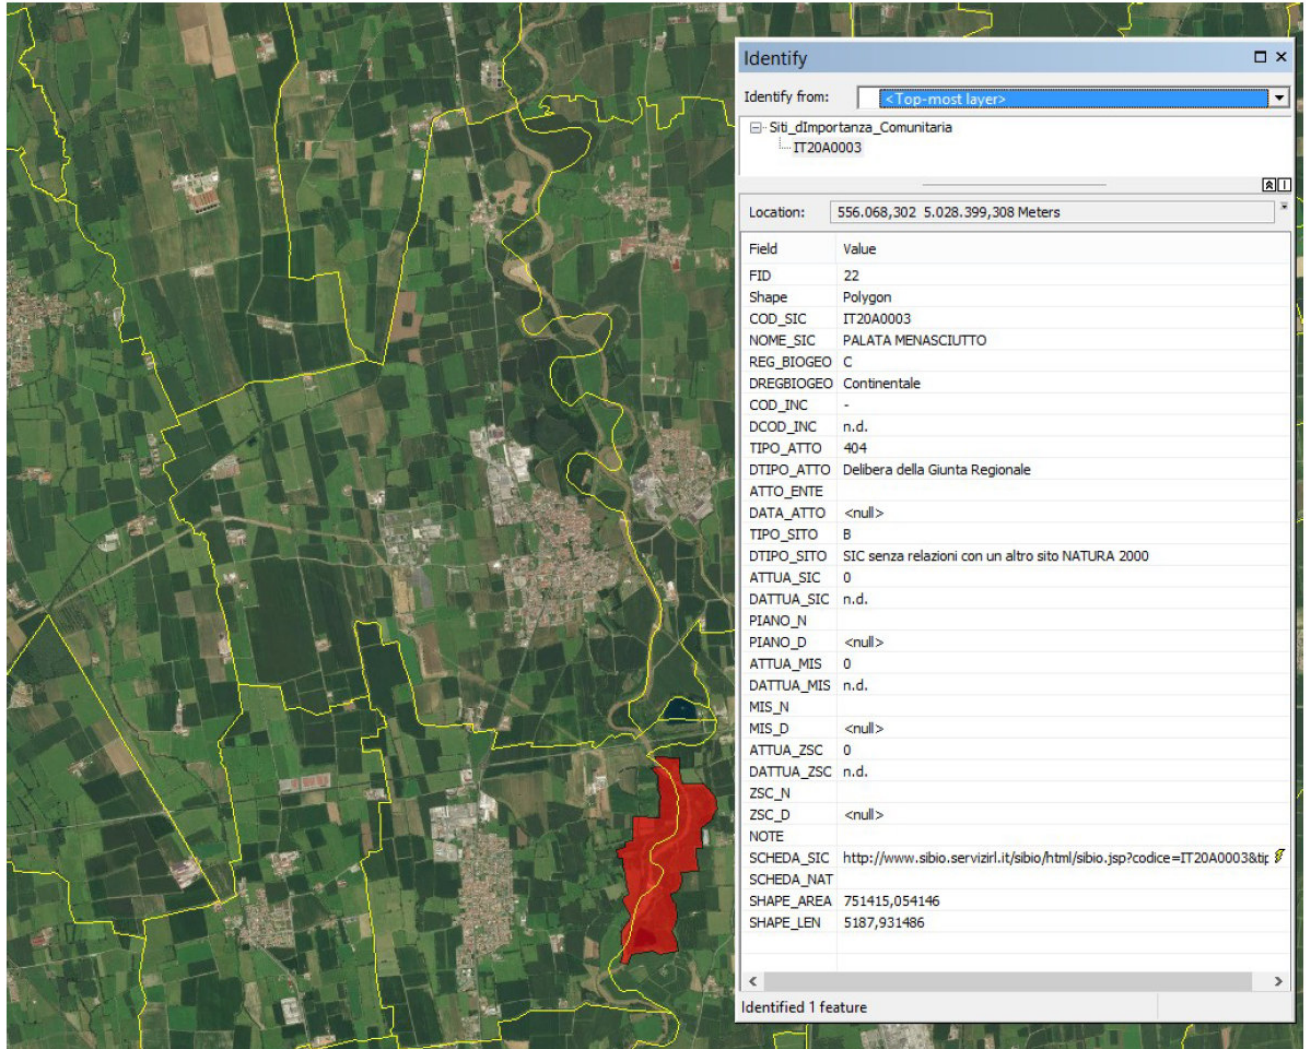 Identify
Identify from: <Top-most layer>
Siti_dImportanza_Comunitaria
IT20A0003
Location: 556.068,302 5.028.399,308 Meters
Field Value
FID 22
Shape Polygon
COD_SIC IT20A0003
NOME_SIC PALATA MENASCIUTTO
REG_BIOGEO C
DREGBIOGEO Continentale
COD_INC -
DCOD_INC n.d.
TIPO_ATTO 404
DTIPO_ATTO Delibera della Giunta Regionale
ATTO_ENTE
DATA_ATTO <null>
TIPO_SITO B
DTIPO_SITO SIC senza relazioni con un altro sito NATURA 2000
ATTUA_SIC 0
DATTUA_SIC n.d.
PIANO_N
PIANO_D <null>
ATTUA_MIS 0
DATTUA_MIS n.d.
MIS_N
MIS_D <null>
ATTUA_ZSC 0
DATTUA_ZSC n.d.
ZSC_N
ZSC_D <null>
NOTE
SCHEDA_SIC http://www.sibio.servizirl.it/sibio/html/sibio.jsp?codice=IT20A0003&tip
SCHEDA_NAT
SHAPE_AREA 751415,054146
SHAPE_LEN 5187,931486
Identified 1 feature